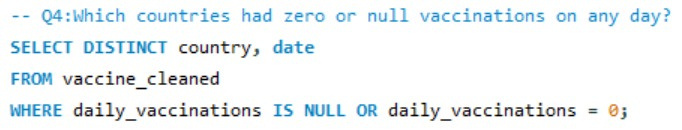 -- Q4:Which countries had zero or null vaccinations on any day?
SELECT DISTINCT country, date
FROM vaccine_cleaned
WHERE daily_vaccinations IS NULL OR daily_vaccinations = 0;